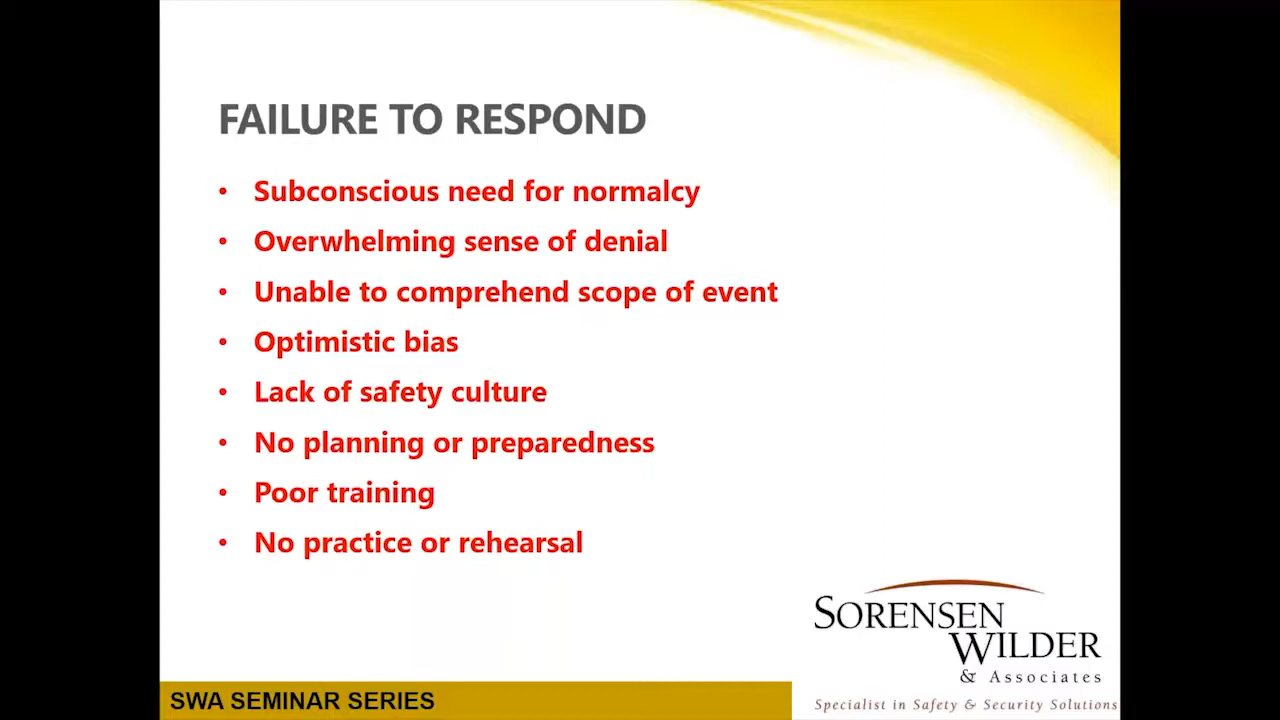 FAILURE TO RESPOND
• Subconscious need for normalcy
• Overwhelming sense of denial
• Unable to comprehend scope of event
• Optimistic bias
• Lack of safety culture
• No planning or preparedness
• Poor training
• No practice or rehearsal
SORENSEN
WILDER
& Associates
Specialist in Safety & Security Solutions
SWA SEMINAR SERIES